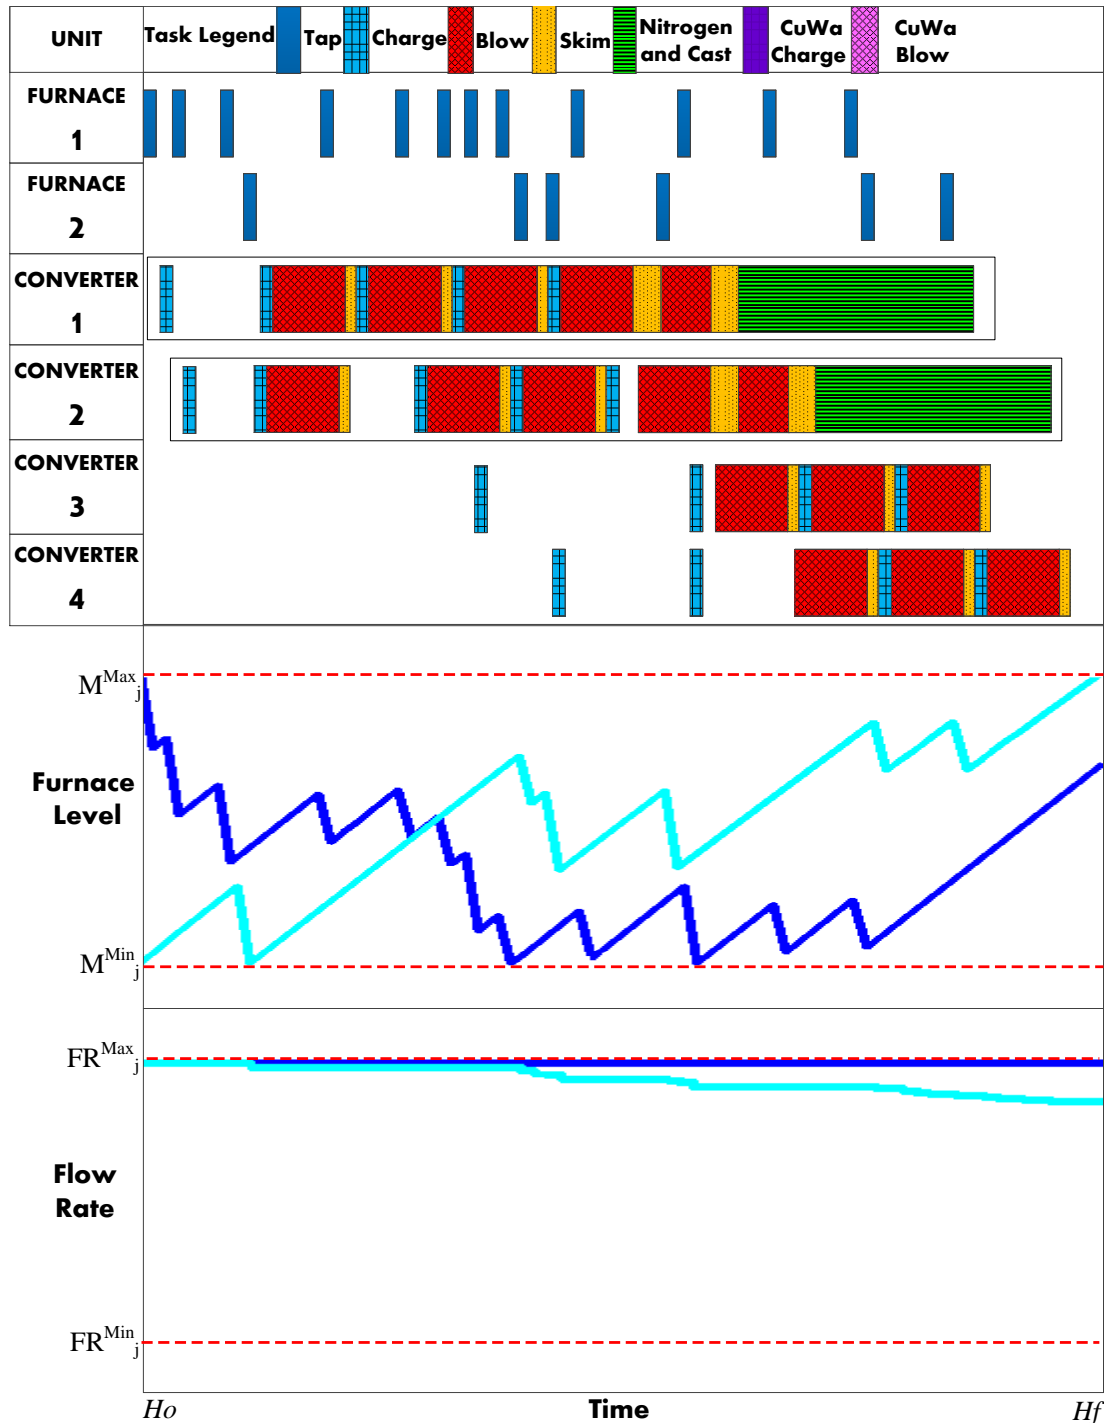 UNIT
Task Legend
Tap
Charge
Blow
Skim
Nitrogen
and Cast
CuWa
Charge
CuWa
Blow
FURNACE
1
FURNACE
2
CONVERTER
1
CONVERTER
2
CONVERTER
3
CONVERTER
4
M^Max_j
Furnace
Level
M^Min_j
FR^Max_j
Flow
Rate
FR^Min_j
Ho
Time
Hf